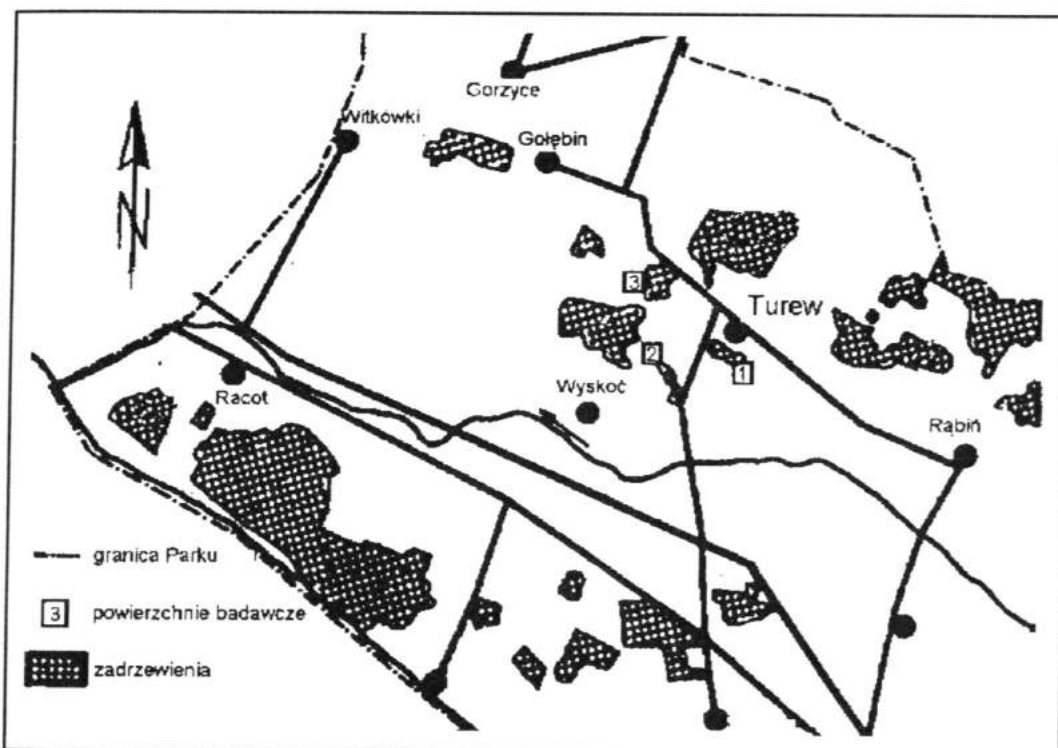 Gorzyce
Witkówki
Gołębin
N
3
Turew
2
1
Wyskoć
Racot
Rąbiń
granica Parku
3 powierzchnie badawcze
zadrzewienia